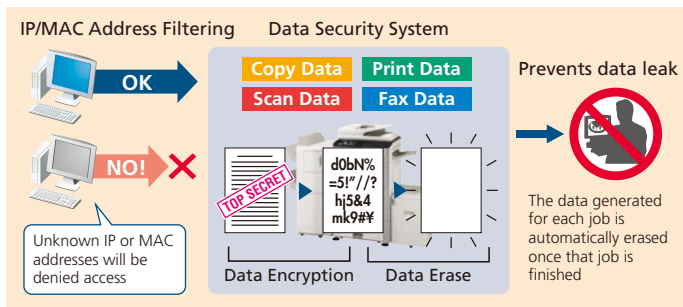 IP/MAC Address Filtering
Data Security System
OK
NO!
Unknown IP or MAC
addresses will be
denied access
Copy Data
Print Data
Scan Data
Fax Data
TOP SECRET
d0bN%
=5!"//?
hj5&4
mk9#¥
Data Encryption
Data Erase
Prevents data leak
The data generated
for each job is
automatically erased
once that job is
finished